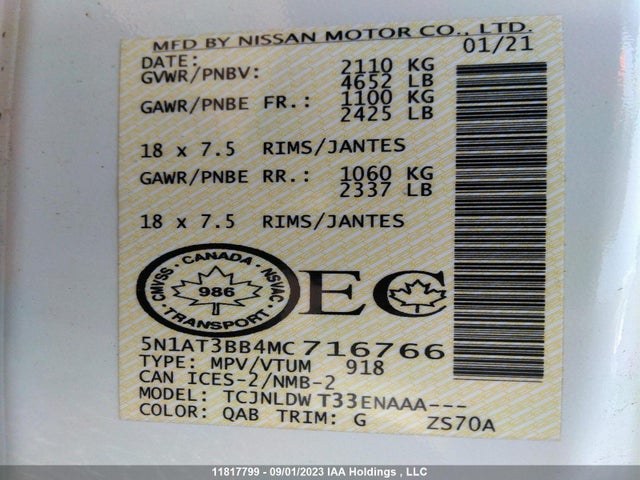 MFD BY NISSAN MOTOR CO., LTD.
DATE: 01/21
GVWR/PNBV: 2110 KG
4652 LB
GAWR/PNBE FR.: 1100 KG
2425 LB
18 x 7.5 RIMS/JANTES
GAWR/PNBE RR.: 1060 KG
2337 LB
18 x 7.5 RIMS/JANTES
CMVSS · CANADA · NSVAC
986
TRANSPORT
EC
5N1AT3BB4MC716766
TYPE: MPV/VTUM 918
CAN ICES-2/NMB-2
MODEL: TCJNLDWT33ENAAA---
COLOR: QAB TRIM: G ZS70A
11817799 - 09/01/2023 IAA Holdings , LLC